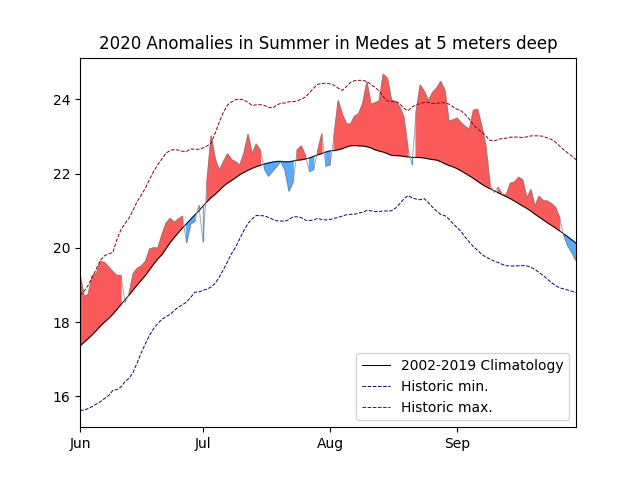 2020 Anomalies in Summer in Medes at 5 meters deep
24
22
20
18
16
Jun Jul Aug Sep
2002-2019 Climatology
Historic min.
Historic max.